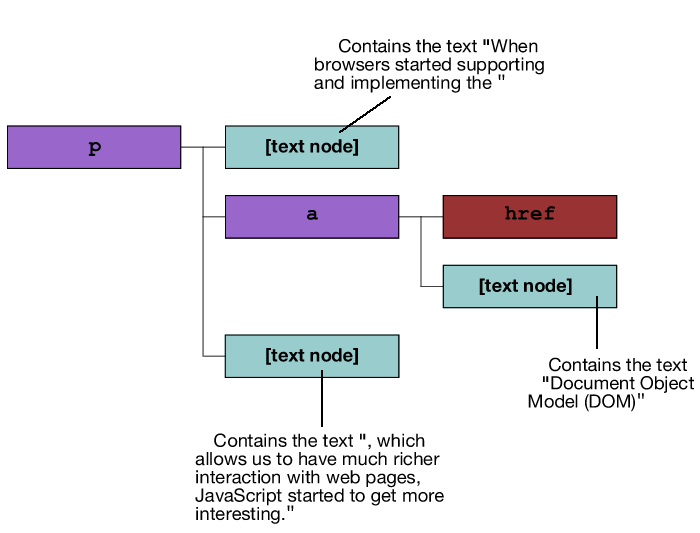 Contains the text "When
browsers started supporting
and implementing the "
p
[text node]
a
href
[text node]
[text node]
Contains the text
"Document Object
Model (DOM)"
Contains the text ", which
allows us to have much richer
interaction with web pages,
JavaScript started to get more
interesting."